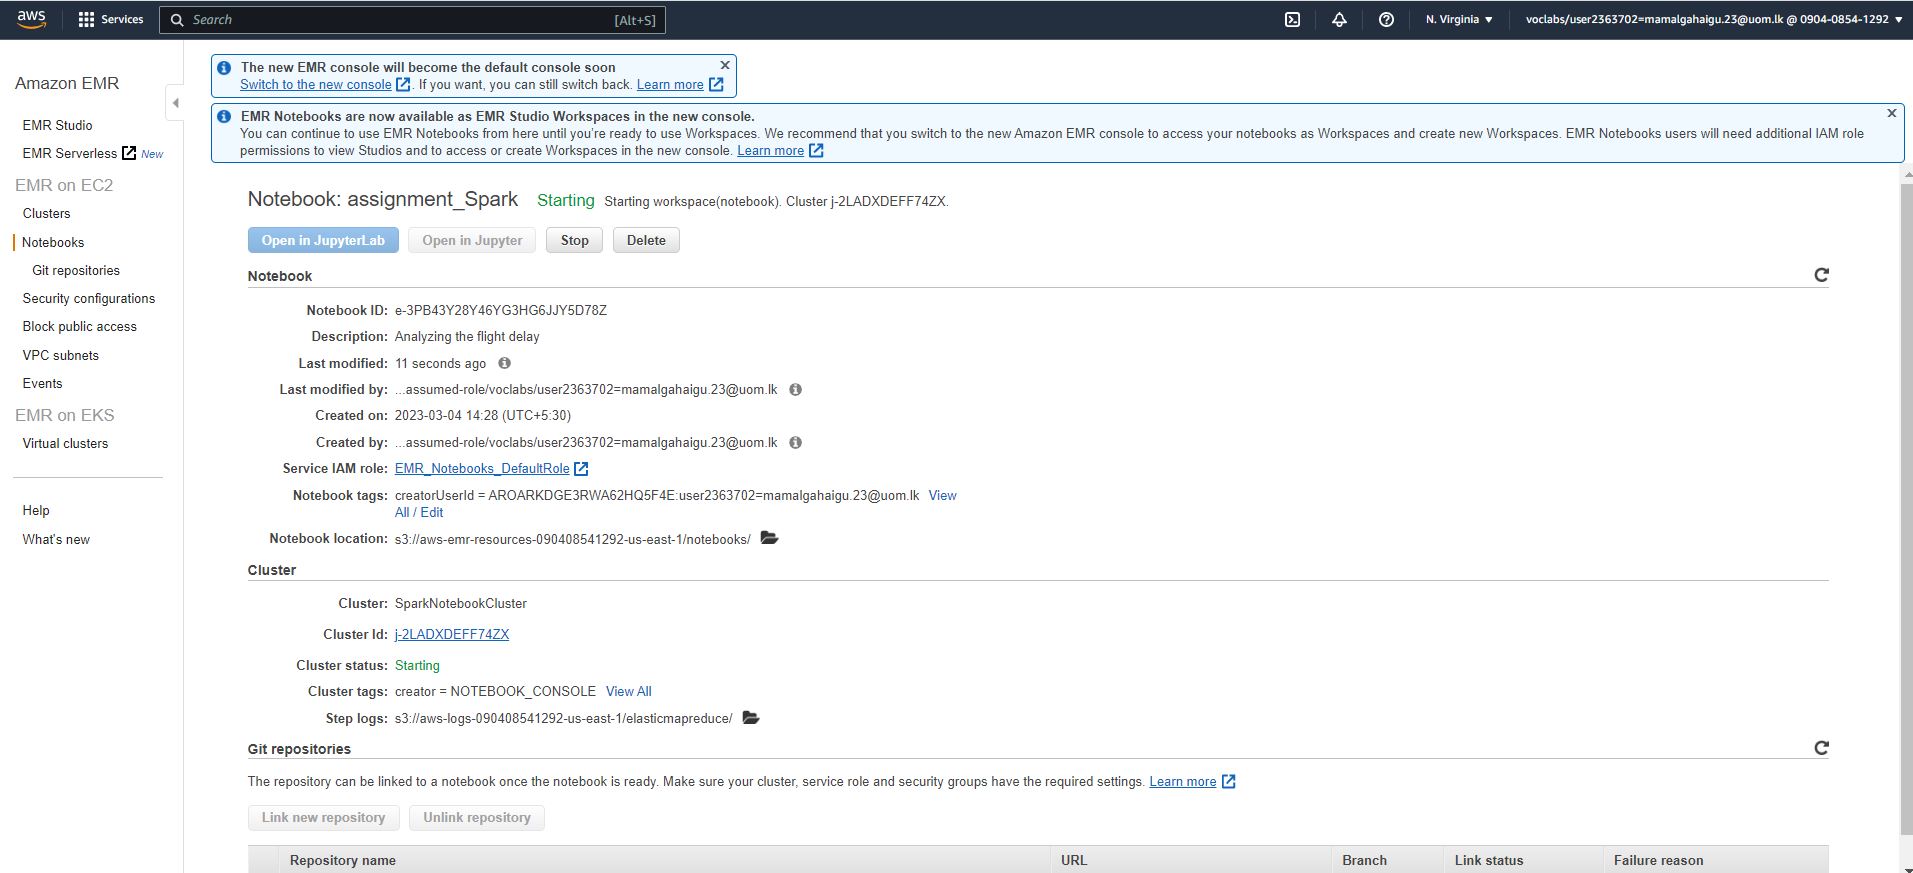 aws Services Search [Alt+S] N. Virginia voclabs/user2363702=mamalgahaigu.23@uom.lk @ 0904-0854-1292
Amazon EMR
EMR Studio
EMR Serverless New
EMR on EC2
Clusters
Notebooks
Git repositories
Security configurations
Block public access
VPC subnets
Events
EMR on EKS
Virtual clusters
Help
What's new
The new EMR console will become the default console soon
Switch to the new console . If you want, you can still switch back. Learn more
EMR Notebooks are now available as EMR Studio Workspaces in the new console.
You can continue to use EMR Notebooks from here until you're ready to use Workspaces. We recommend that you switch to the new Amazon EMR console to access your notebooks as Workspaces and create new Workspaces. EMR Notebooks users will need additional IAM role
permissions to view Studios and to access or create Workspaces in the new console. Learn more
Notebook: assignment_Spark Starting Starting workspace(notebook). Cluster j-2LADXDEFF74ZX.
Open in JupyterLab Open in Jupyter Stop Delete
Notebook
Notebook ID: e-3PB43Y28Y46YG3HG6JJY5D78Z
Description: Analyzing the flight delay
Last modified: 11 seconds ago
Last modified by: ...assumed-role/voclabs/user2363702=mamalgahaigu.23@uom.lk
Created on: 2023-03-04 14:28 (UTC+5:30)
Created by: ...assumed-role/voclabs/user2363702=mamalgahaigu.23@uom.lk
Service IAM role: EMR_Notebooks_DefaultRole
Notebook tags: creatorUserId = AROARKDGE3RWA62HQ5F4E:user2363702=mamalgahaigu.23@uom.lk View
All / Edit
Notebook location: s3://aws-emr-resources-090408541292-us-east-1/notebooks/
Cluster
Cluster: SparkNotebookCluster
Cluster Id: j-2LADXDEFF74ZX
Cluster status: Starting
Cluster tags: creator = NOTEBOOK_CONSOLE View All
Step logs: s3://aws-logs-090408541292-us-east-1/elasticmapreduce/
Git repositories
The repository can be linked to a notebook once the notebook is ready. Make sure your cluster, service role and security groups have the required settings. Learn more
Link new repository Unlink repository
Repository name URL Branch Link status Failure reason